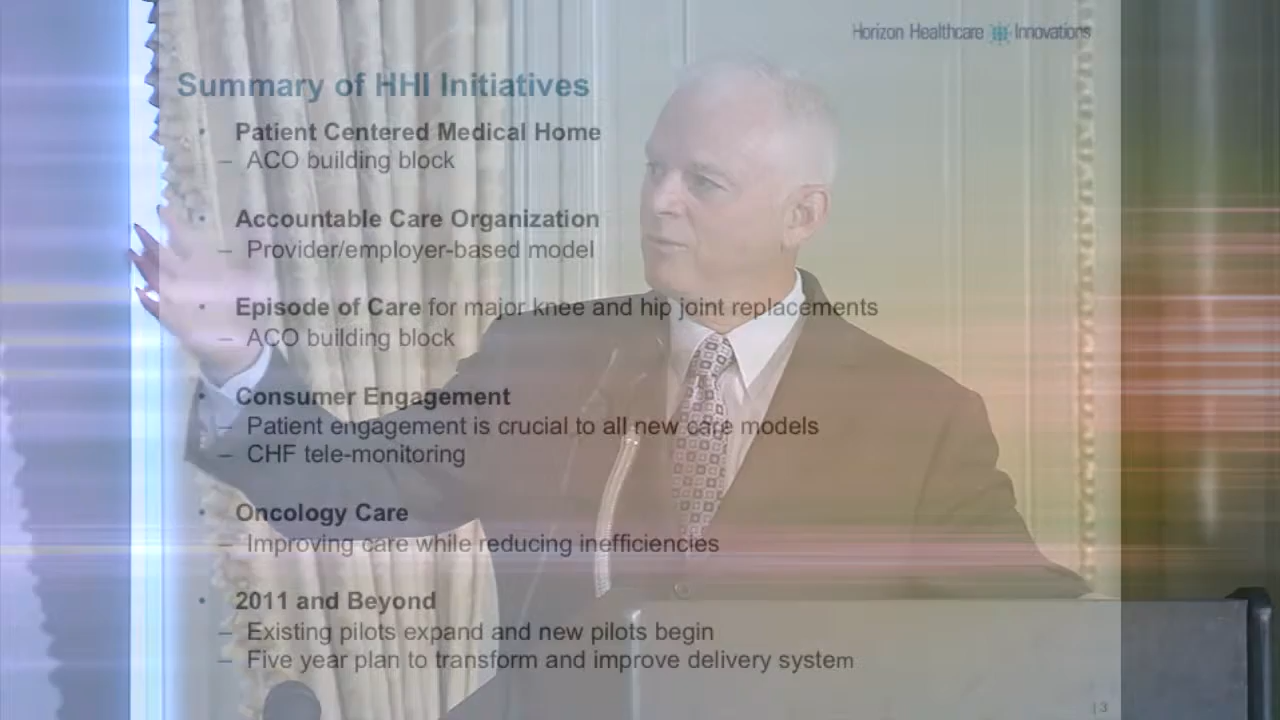 Horizon Healthcare Innovations
Summary of HHI Initiatives
• Patient Centered Medical Home
– ACO building block
• Accountable Care Organization
– Provider/employer-based model
• Episode of Care for major knee and hip joint replacements
– ACO building block
• Consumer Engagement
– Patient engagement is crucial to all new care models
– CHF tele-monitoring
• Oncology Care
– Improving care while reducing inefficiencies
• 2011 and Beyond
– Existing pilots expand and new pilots begin
– Five year plan to transform and improve delivery system
| 3